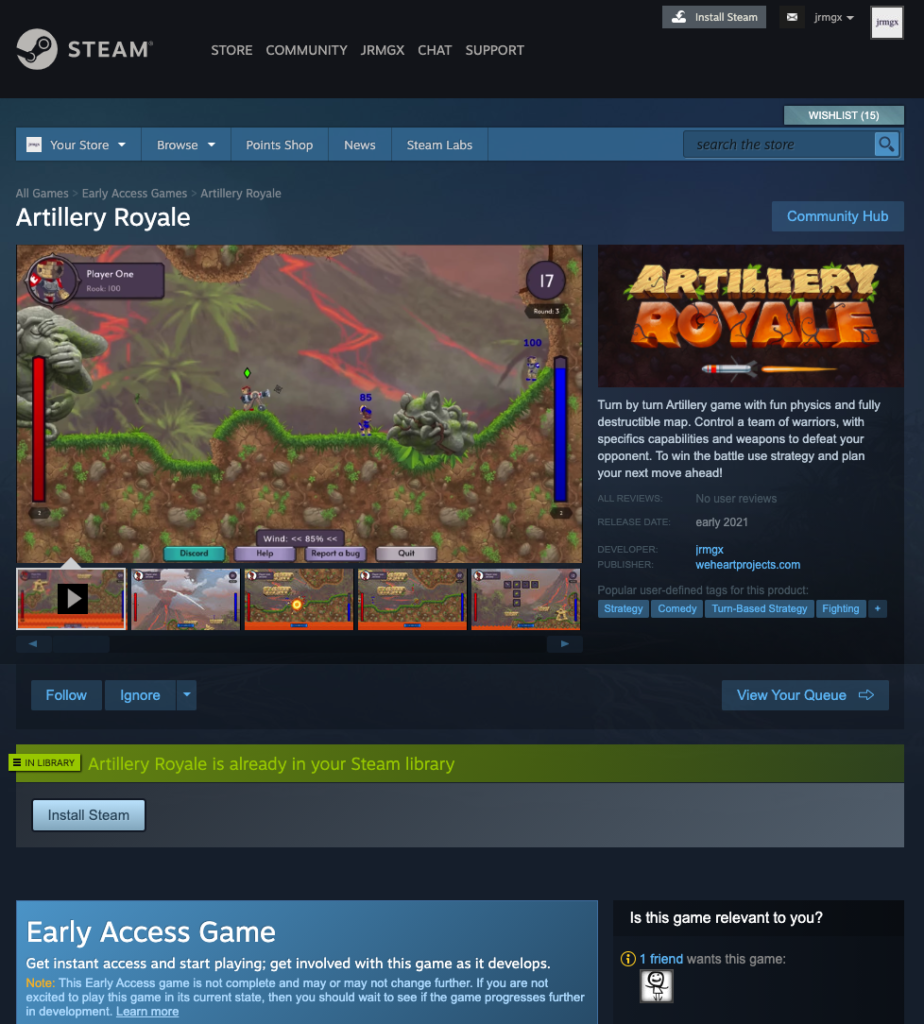 Install Steam
jrmgx
jrmgx
STEAM®
STORE COMMUNITY JRMGX CHAT SUPPORT
WISHLIST (15)
Your Store Browse Points Shop News Steam Labs
search the store
All Games > Early Access Games > Artillery Royale
Artillery Royale
Community Hub
Player One
Rook: 100
17
Round: 3
100
85
2
2
Wind: << 85% <<
Discord Help Report a bug Quit
ARTILLERY
ROYALE
Turn by turn Artillery game with fun physics and fully
destructible map. Control a team of warriors, with
specifics capabilities and weapons to defeat your
opponent. To win the battle use strategy and plan
your next move ahead!
ALL REVIEWS: No user reviews
RELEASE DATE: early 2021
DEVELOPER: jrmgx
PUBLISHER: weheartprojects.com
Popular user-defined tags for this product:
Strategy Comedy Turn-Based Strategy Fighting +
Follow Ignore
View Your Queue
IN LIBRARY
Artillery Royale is already in your Steam library
Install Steam
Early Access Game
Get instant access and start playing; get involved with this game as it develops.
Note: This Early Access game is not complete and may or may not change further. If you are not
excited to play this game in its current state, then you should wait to see if the game progresses further
in development. Learn more
Is this game relevant to you?
1 friend wants this game: